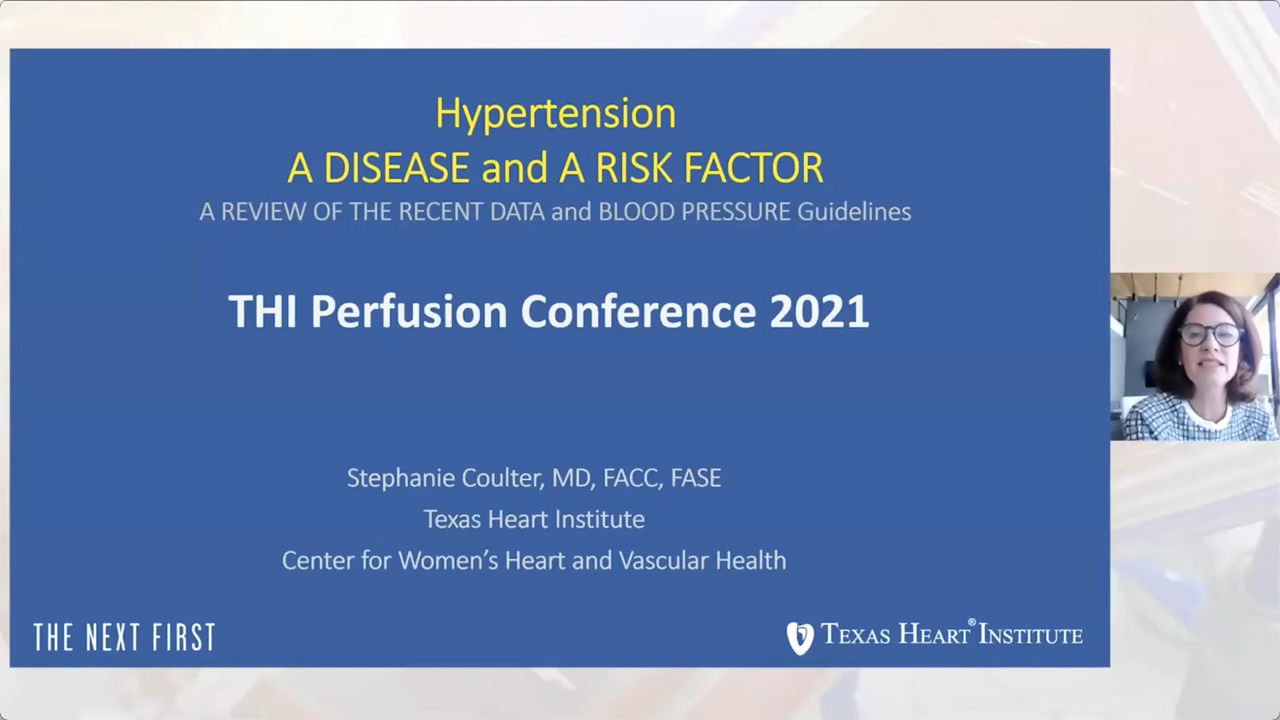 Hypertension
A DISEASE and A RISK FACTOR
A REVIEW OF THE RECENT DATA and BLOOD PRESSURE Guidelines
THI Perfusion Conference 2021
Stephanie Coulter, MD, FACC, FASE
Texas Heart Institute
Center for Women's Heart and Vascular Health
THE NEXT FIRST
TEXAS HEART® INSTITUTE